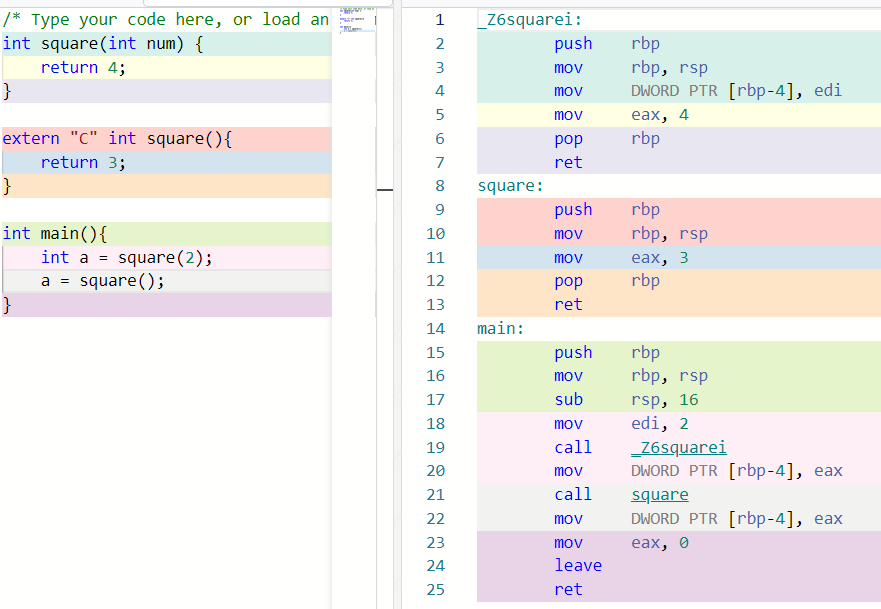 /* Type your code here, or load an
int square(int num) {
    return 4;
}
extern "C" int square(){
    return 3;
}
int main(){
    int a = square(2);
    a = square();
}
1 _Z6squarei:
2 push rbp
3 mov rbp, rsp
4 mov DWORD PTR [rbp-4], edi
5 mov eax, 4
6 pop rbp
7 ret
8 square:
9 push rbp
10 mov rbp, rsp
11 mov eax, 3
12 pop rbp
13 ret
14 main:
15 push rbp
16 mov rbp, rsp
17 sub rsp, 16
18 mov edi, 2
19 call _Z6squarei
20 mov DWORD PTR [rbp-4], eax
21 call square
22 mov DWORD PTR [rbp-4], eax
23 mov eax, 0
24 leave
25 ret